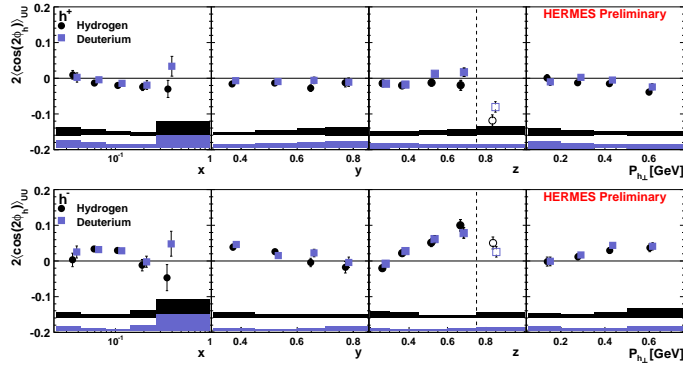 h⁺
HERMES Preliminary
Hydrogen
Deuterium
2⟨cos(2ϕₕ)⟩ᵤᵤ
0.2
0.1
0
-0.1
-0.2
10⁻¹ 1 0.4 0.6 0.8 0.4 0.6 0.8 0.2 0.4 0.6
x y z P_{h⊥}[GeV]
h⁻
HERMES Preliminary
Hydrogen
Deuterium
2⟨cos(2ϕₕ)⟩ᵤᵤ
0.2
0.1
0
-0.1
-0.2
10⁻¹ 1 0.4 0.6 0.8 0.4 0.6 0.8 0.2 0.4 0.6
x y z P_{h⊥}[GeV]